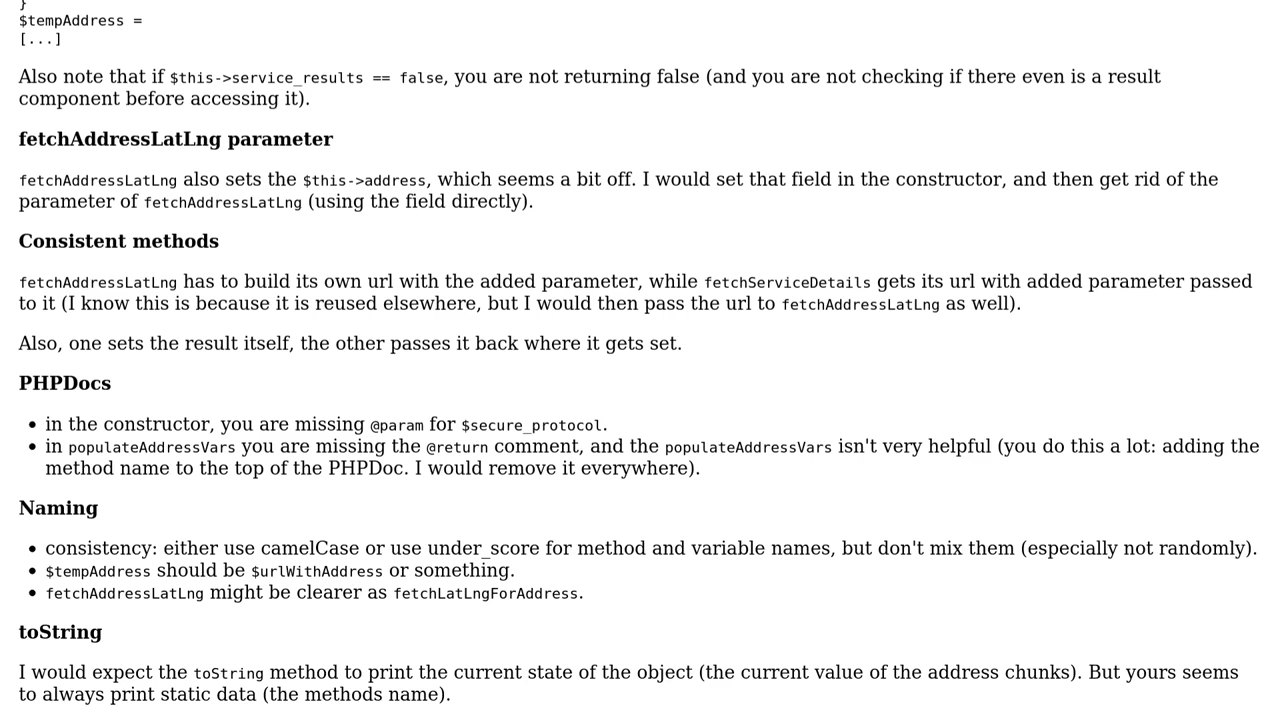 }
$tempAddress =
[...]
Also note that if $this->service_results == false, you are not returning false (and you are not checking if there even is a result
component before accessing it).
fetchAddressLatLng parameter
fetchAddressLatLng also sets the $this->address, which seems a bit off. I would set that field in the constructor, and then get rid of the
parameter of fetchAddressLatLng (using the field directly).
Consistent methods
fetchAddressLatLng has to build its own url with the added parameter, while fetchServiceDetails gets its url with added parameter passed
to it (I know this is because it is reused elsewhere, but I would then pass the url to fetchAddressLatLng as well).
Also, one sets the result itself, the other passes it back where it gets set.
PHPDocs
• in the constructor, you are missing @param for $secure_protocol.
• in populateAddressVars you are missing the @return comment, and the populateAddressVars isn't very helpful (you do this a lot: adding the
method name to the top of the PHPDoc. I would remove it everywhere).
Naming
• consistency: either use camelCase or use under_score for method and variable names, but don't mix them (especially not randomly).
• $tempAddress should be $urlWithAddress or something.
• fetchAddressLatLng might be clearer as fetchLatLngForAddress.
toString
I would expect the toString method to print the current state of the object (the current value of the address chunks). But yours seems
to always print static data (the methods name).